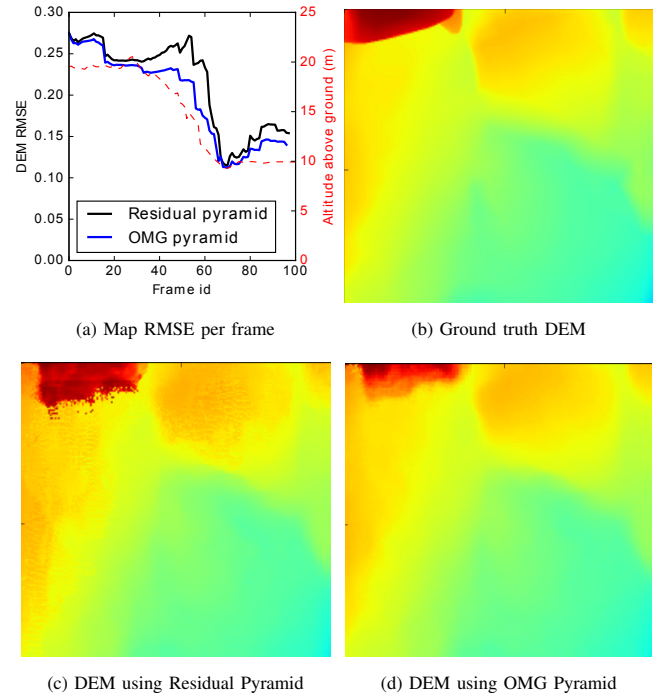 0.30
0.25
0.20
0.15
0.10
0.05
0.00
DEM RMSE
25
20
15
10
5
0
Altitude above ground (m)
Residual pyramid
OMG pyramid
0 20 40 60 80 100
Frame id
(a) Map RMSE per frame
(b) Ground truth DEM
(c) DEM using Residual Pyramid
(d) DEM using OMG Pyramid